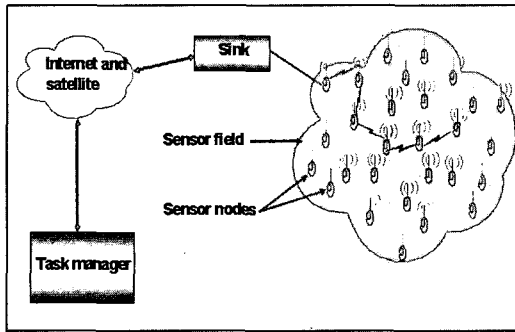 Internet and
satellite
Sink
Sensor field
Sensor nodes
Task manager